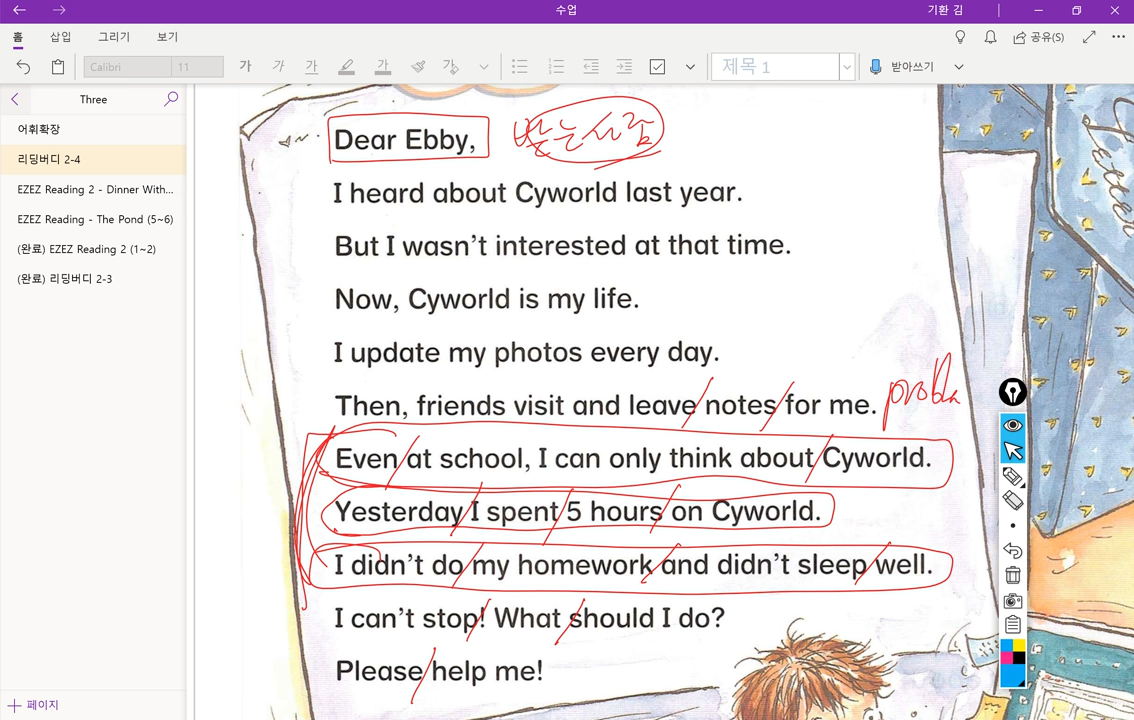 수업
기환 김
홈
삽입
그리기
보기
공유(S)
Calibri
11
가
가
가
가
가
제목 1
받아쓰기
Three
어휘확장
리딩버디 2-4
EZEZ Reading 2 - Dinner With...
EZEZ Reading - The Pond (5~6)
(완료) EZEZ Reading 2 (1~2)
(완료) 리딩버디 2-3
페이지
Dear Ebby,
받는사람
I heard about Cyworld last year.
But I wasn't interested at that time.
Now, Cyworld is my life.
I update my photos every day.
Then, friends visit and leave notes for me.
Even at school, I can only think about Cyworld.
Yesterday I spent 5 hours on Cyworld.
I didn't do my homework and didn't sleep well.
I can't stop! What should I do?
Please help me!